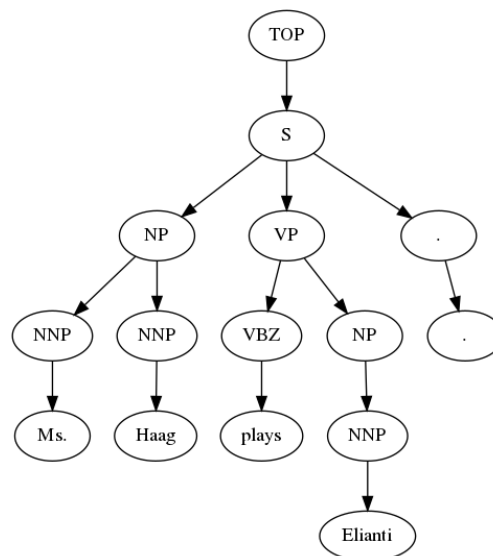 TOP
S
NP VP .
NNP NNP VBZ NP .
Ms. Haag plays NNP
Elianti